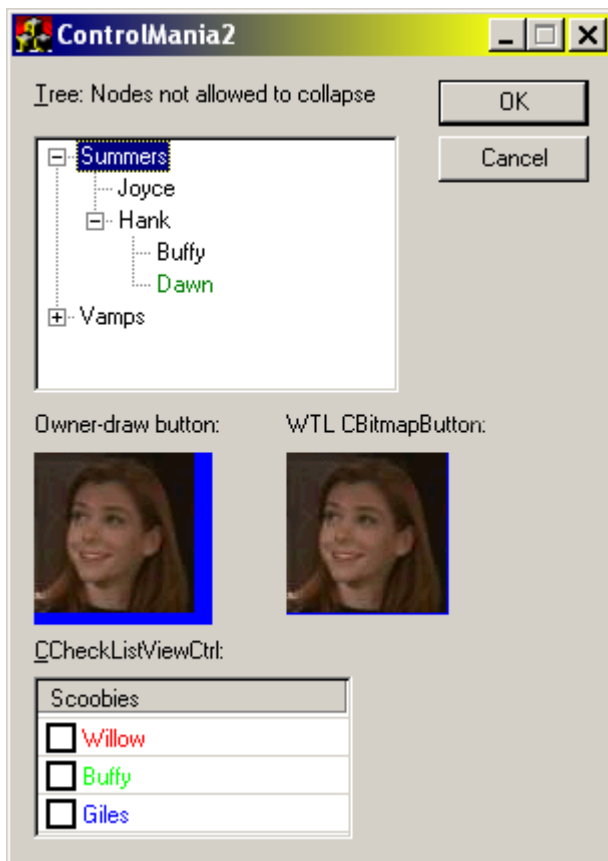 ControlMania2
Tree: Nodes not allowed to collapse
OK
Cancel
Summers
Joyce
Hank
Buffy
Dawn
Vamps
Owner-draw button:
WTL CBitmapButton:
CCheckListViewCtrl:
Scoobies
Willow
Buffy
Giles